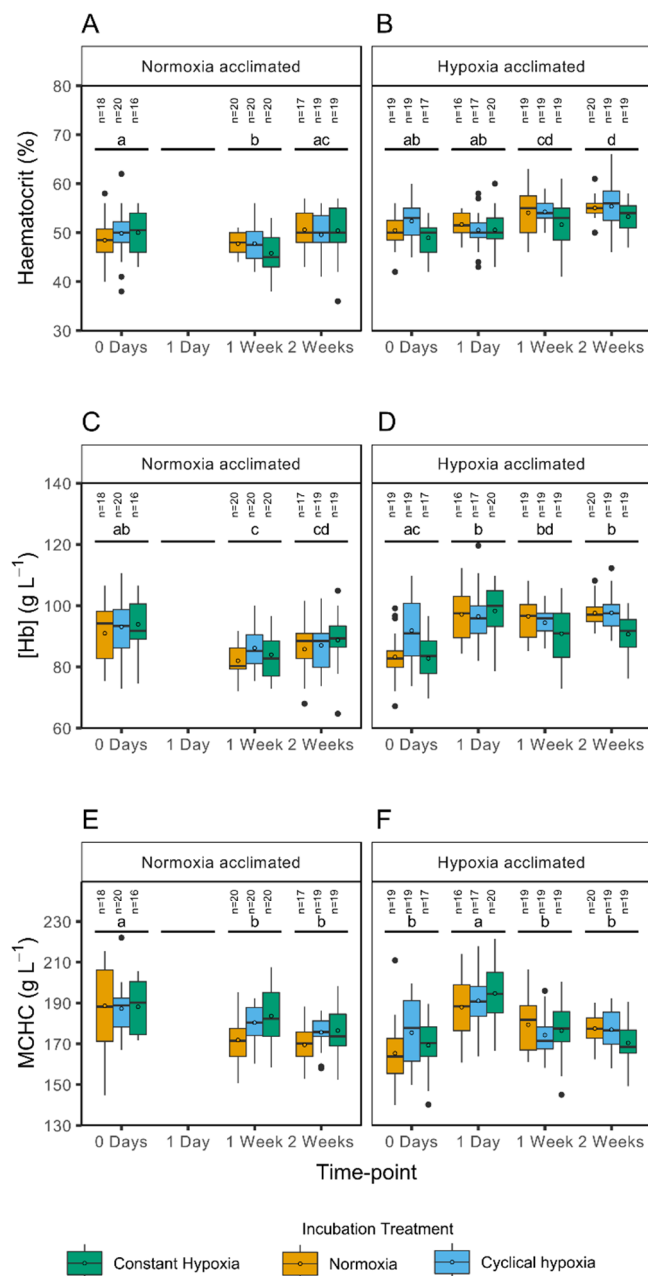 A
B
Normoxia acclimated
Hypoxia acclimated
80
70
60
50
40
30
Haematocrit (%)
n=18
n=20
n=16
n=20
n=20
n=20
n=17
n=19
n=19
n=19
n=19
n=17
n=16
n=17
n=20
n=19
n=19
n=19
n=20
n=19
n=19
a
b
ac
ab
ab
cd
d
0 Days
1 Day
1 Week
2 Weeks
0 Days
1 Day
1 Week
2 Weeks
C
D
Normoxia acclimated
Hypoxia acclimated
140
120
100
80
60
[Hb] (g L⁻¹)
n=18
n=20
n=16
n=20
n=20
n=20
n=17
n=19
n=19
n=19
n=19
n=17
n=16
n=17
n=20
n=19
n=19
n=19
n=20
n=19
n=19
ab
c
cd
ac
b
bd
b
0 Days
1 Day
1 Week
2 Weeks
0 Days
1 Day
1 Week
2 Weeks
E
F
Normoxia acclimated
Hypoxia acclimated
230
210
190
170
150
130
MCHC (g L⁻¹)
n=18
n=20
n=16
n=20
n=20
n=20
n=17
n=19
n=19
n=19
n=19
n=17
n=16
n=17
n=20
n=19
n=19
n=19
n=20
n=19
n=19
a
b
b
b
a
b
b
0 Days
1 Day
1 Week
2 Weeks
0 Days
1 Day
1 Week
2 Weeks
Time-point
Incubation Treatment
Constant Hypoxia
Normoxia
Cyclical hypoxia